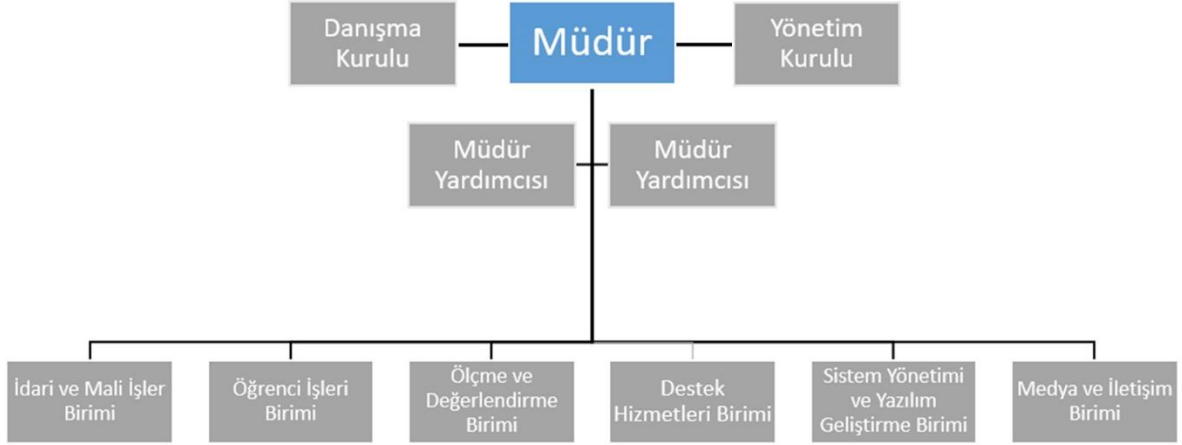 Danışma
Kurulu
Müdür
Yönetim
Kurulu
Müdür
Yardımcısı
Müdür
Yardımcısı
İdari ve Mali İşler
Birimi
Öğrenci İşleri
Birimi
Ölçme ve
Değerlendirme
Birimi
Destek
Hizmetleri Birimi
Sistem Yönetimi
ve Yazılım
Geliştirme Birimi
Medya ve İletişim
Birimi